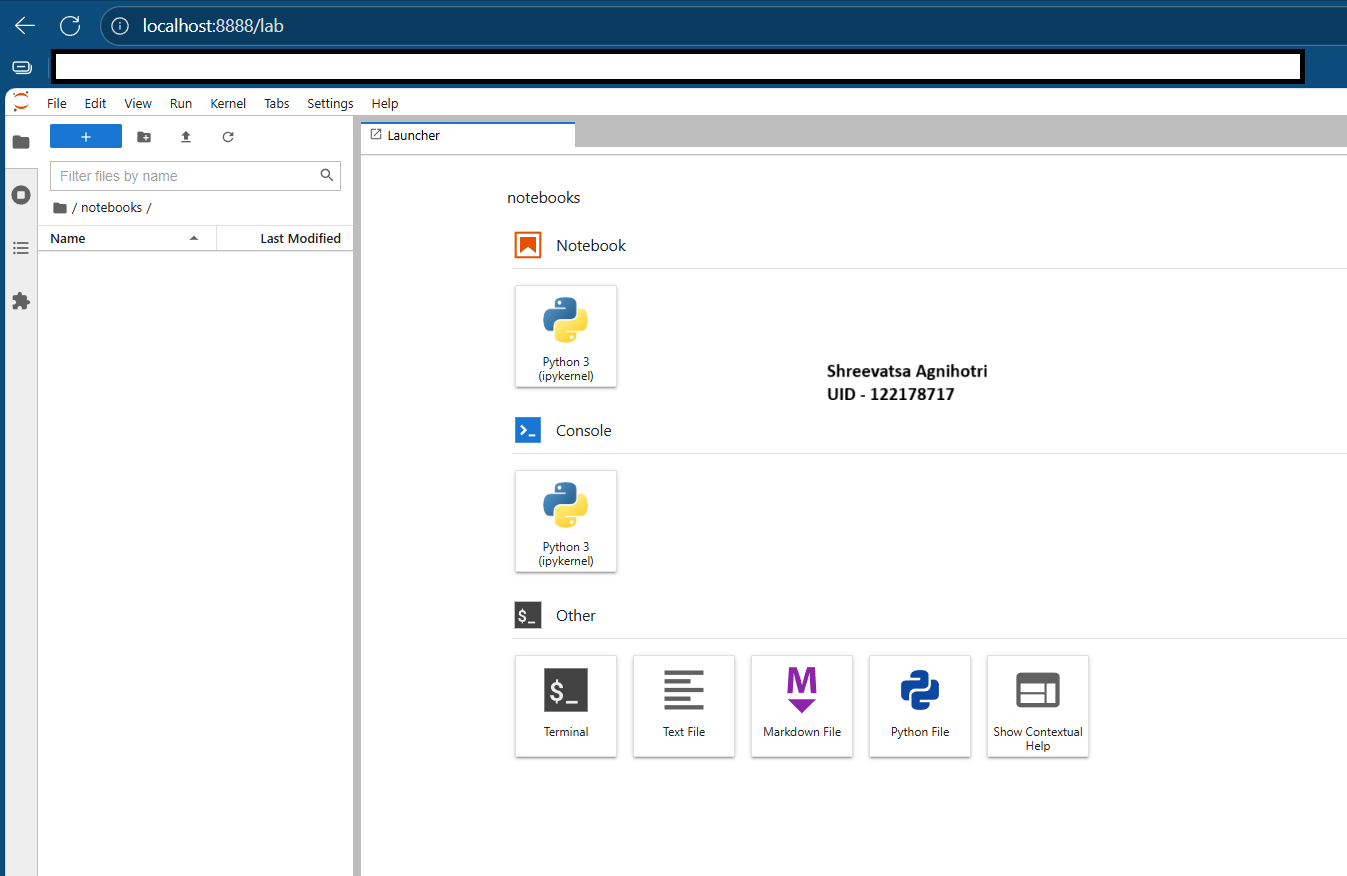 localhost:8888/lab
File Edit View Run Kernel Tabs Settings Help
+
Filter files by name
/ notebooks /
Name Last Modified
Launcher
notebooks
Notebook
Python 3
(ipykernel)
Shreevatsa Agnihotri
UID - 122178717
Console
Python 3
(ipykernel)
$_ Other
$_
Terminal
Text File
M
Markdown File
Python File
Show Contextual
Help